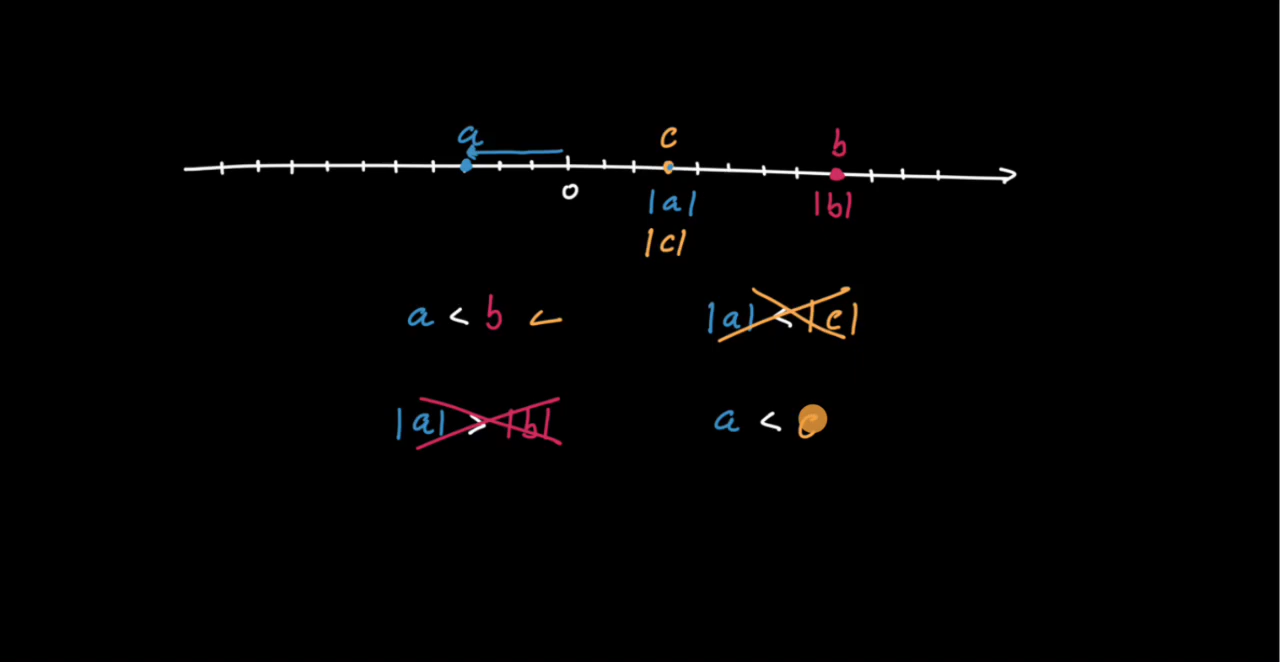 a c b
0
|a| |b|
|c|
a < b |a| < |c|
|a| > |b| a < c